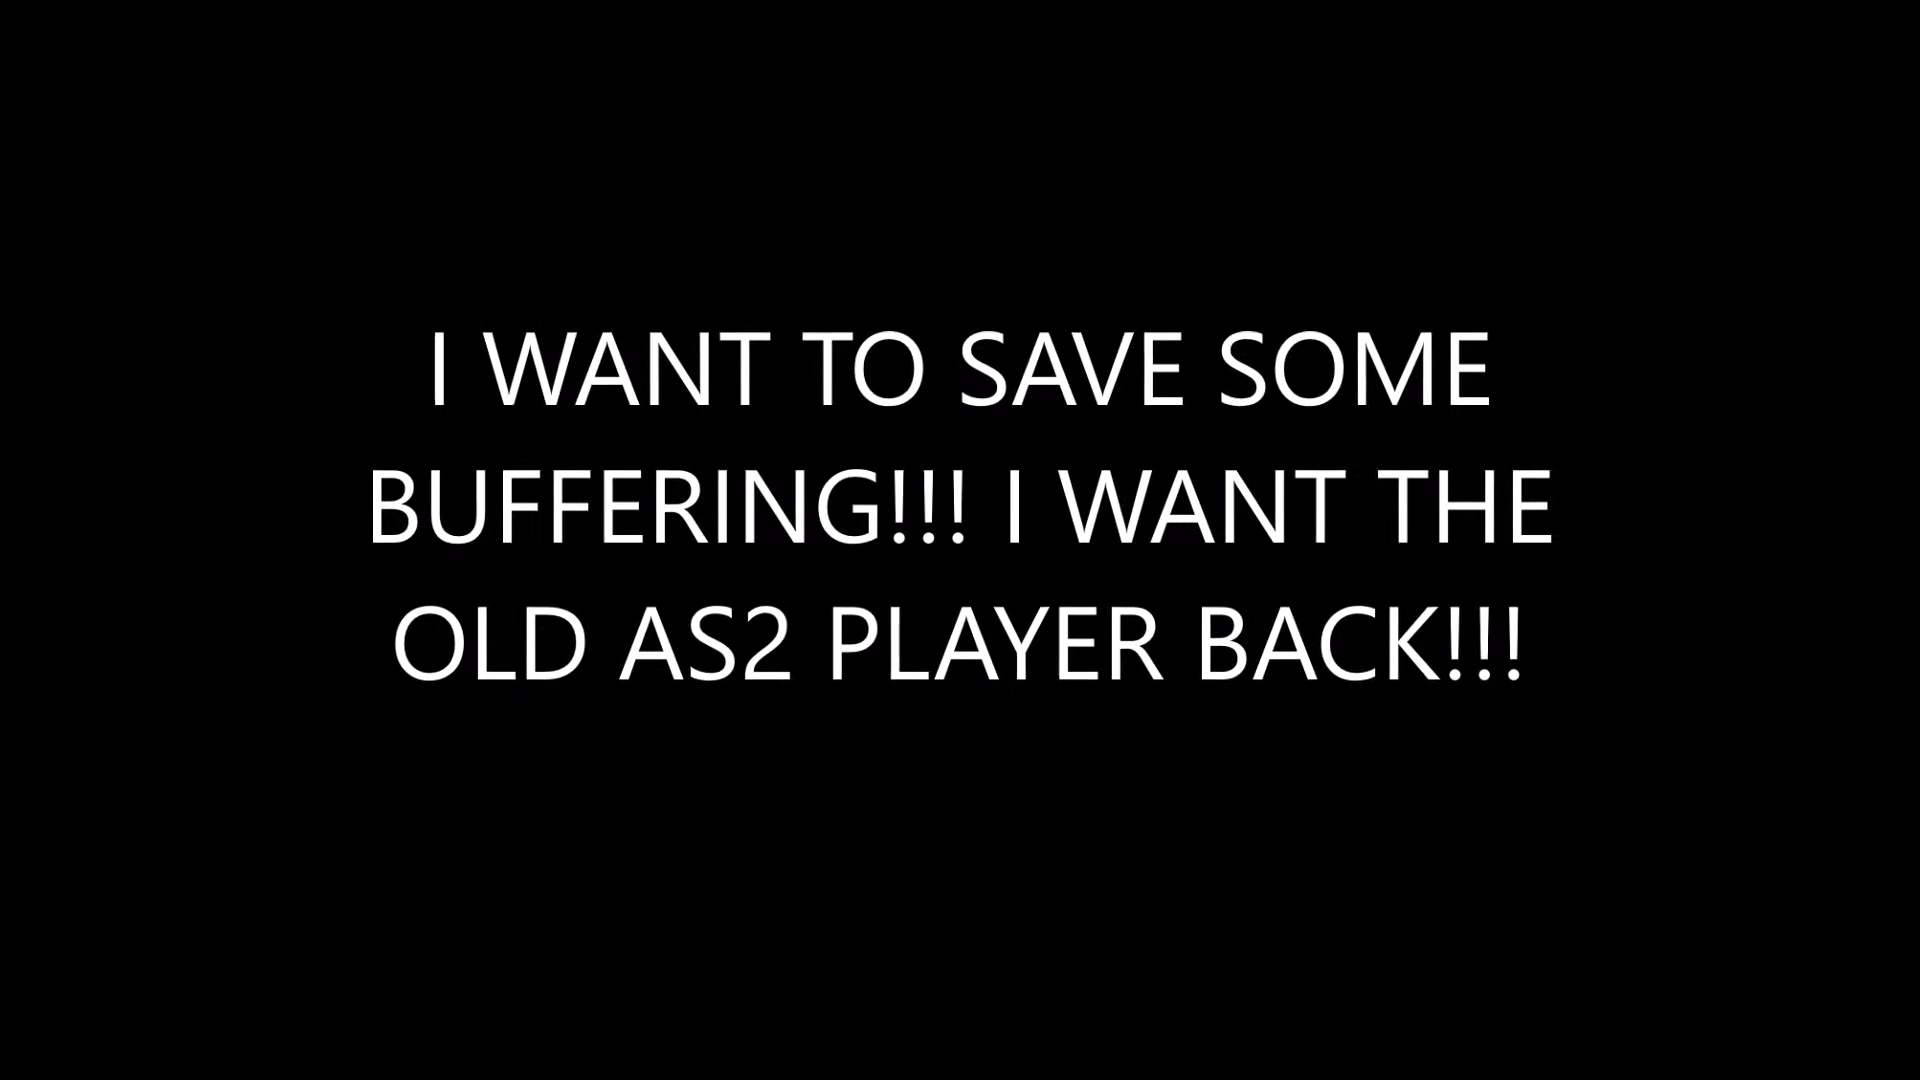 I WANT TO SAVE SOME
BUFFERING!!! I WANT THE
OLD AS2 PLAYER BACK!!!